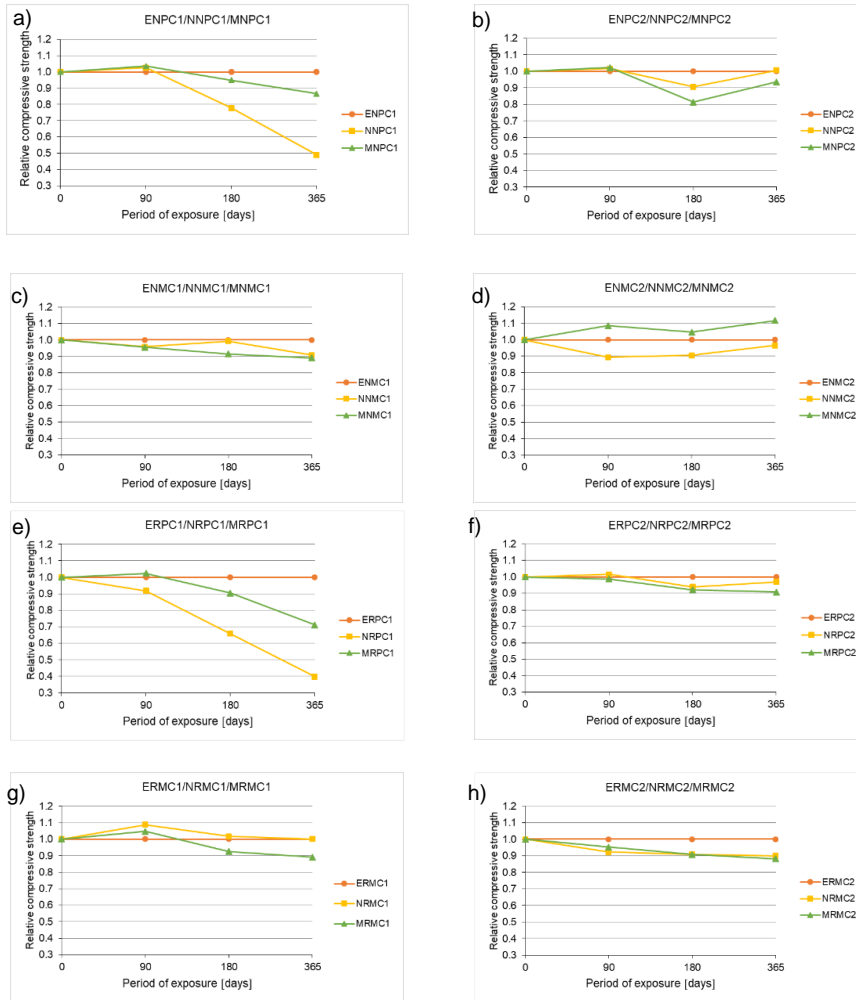 a)
ENPC1/NNPC1/MNPC1
Relative compressive strength
1.2
1.1
1.0
0.9
0.8
0.7
0.6
0.5
0.4
0.3
0
90
180
365
Period of exposure [days]
ENPC1
NNPC1
MNPC1
b)
ENPC2/NNPC2/MNPC2
Relative compressive strength
1.2
1.1
1.0
0.9
0.8
0.7
0.6
0.5
0.4
0.3
0
90
180
365
Period of exposure [days]
ENPC2
NNPC2
MNPC2
c)
ENMC1/NNMC1/MNMC1
Relative compressive strength
1.2
1.1
1.0
0.9
0.8
0.7
0.6
0.5
0.4
0.3
0
90
180
365
Period of exposure [days]
ENMC1
NNMC1
MNMC1
d)
ENMC2/NNMC2/MNMC2
Relative compressive strength
1.2
1.1
1.0
0.9
0.8
0.7
0.6
0.5
0.4
0.3
0
90
180
365
Period of exposure [days]
ENMC2
NNMC2
MNMC2
e)
ERPC1/NRPC1/MRPC1
Relative compressive strength
1.2
1.1
1.0
0.9
0.8
0.7
0.6
0.5
0.4
0.3
0
90
180
365
Period of exposure [days]
ERPC1
NRPC1
MRPC1
f)
ERPC2/NRPC2/MRPC2
Relative compressive strength
1.2
1.1
1.0
0.9
0.8
0.7
0.6
0.5
0.4
0.3
0
90
180
365
Period of exposure [days]
ERPC2
NRPC2
MRPC2
g)
ERMC1/NRMC1/MRMC1
Relative compressive strength
1.2
1.1
1.0
0.9
0.8
0.7
0.6
0.5
0.4
0.3
0
90
180
365
Period of exposure [days]
ERMC1
NRMC1
MRMC1
h)
ERMC2/NRMC2/MRMC2
Relative compressive strength
1.2
1.1
1.0
0.9
0.8
0.7
0.6
0.5
0.4
0.3
0
90
180
365
Period of exposure [days]
ERMC2
NRMC2
MRMC2